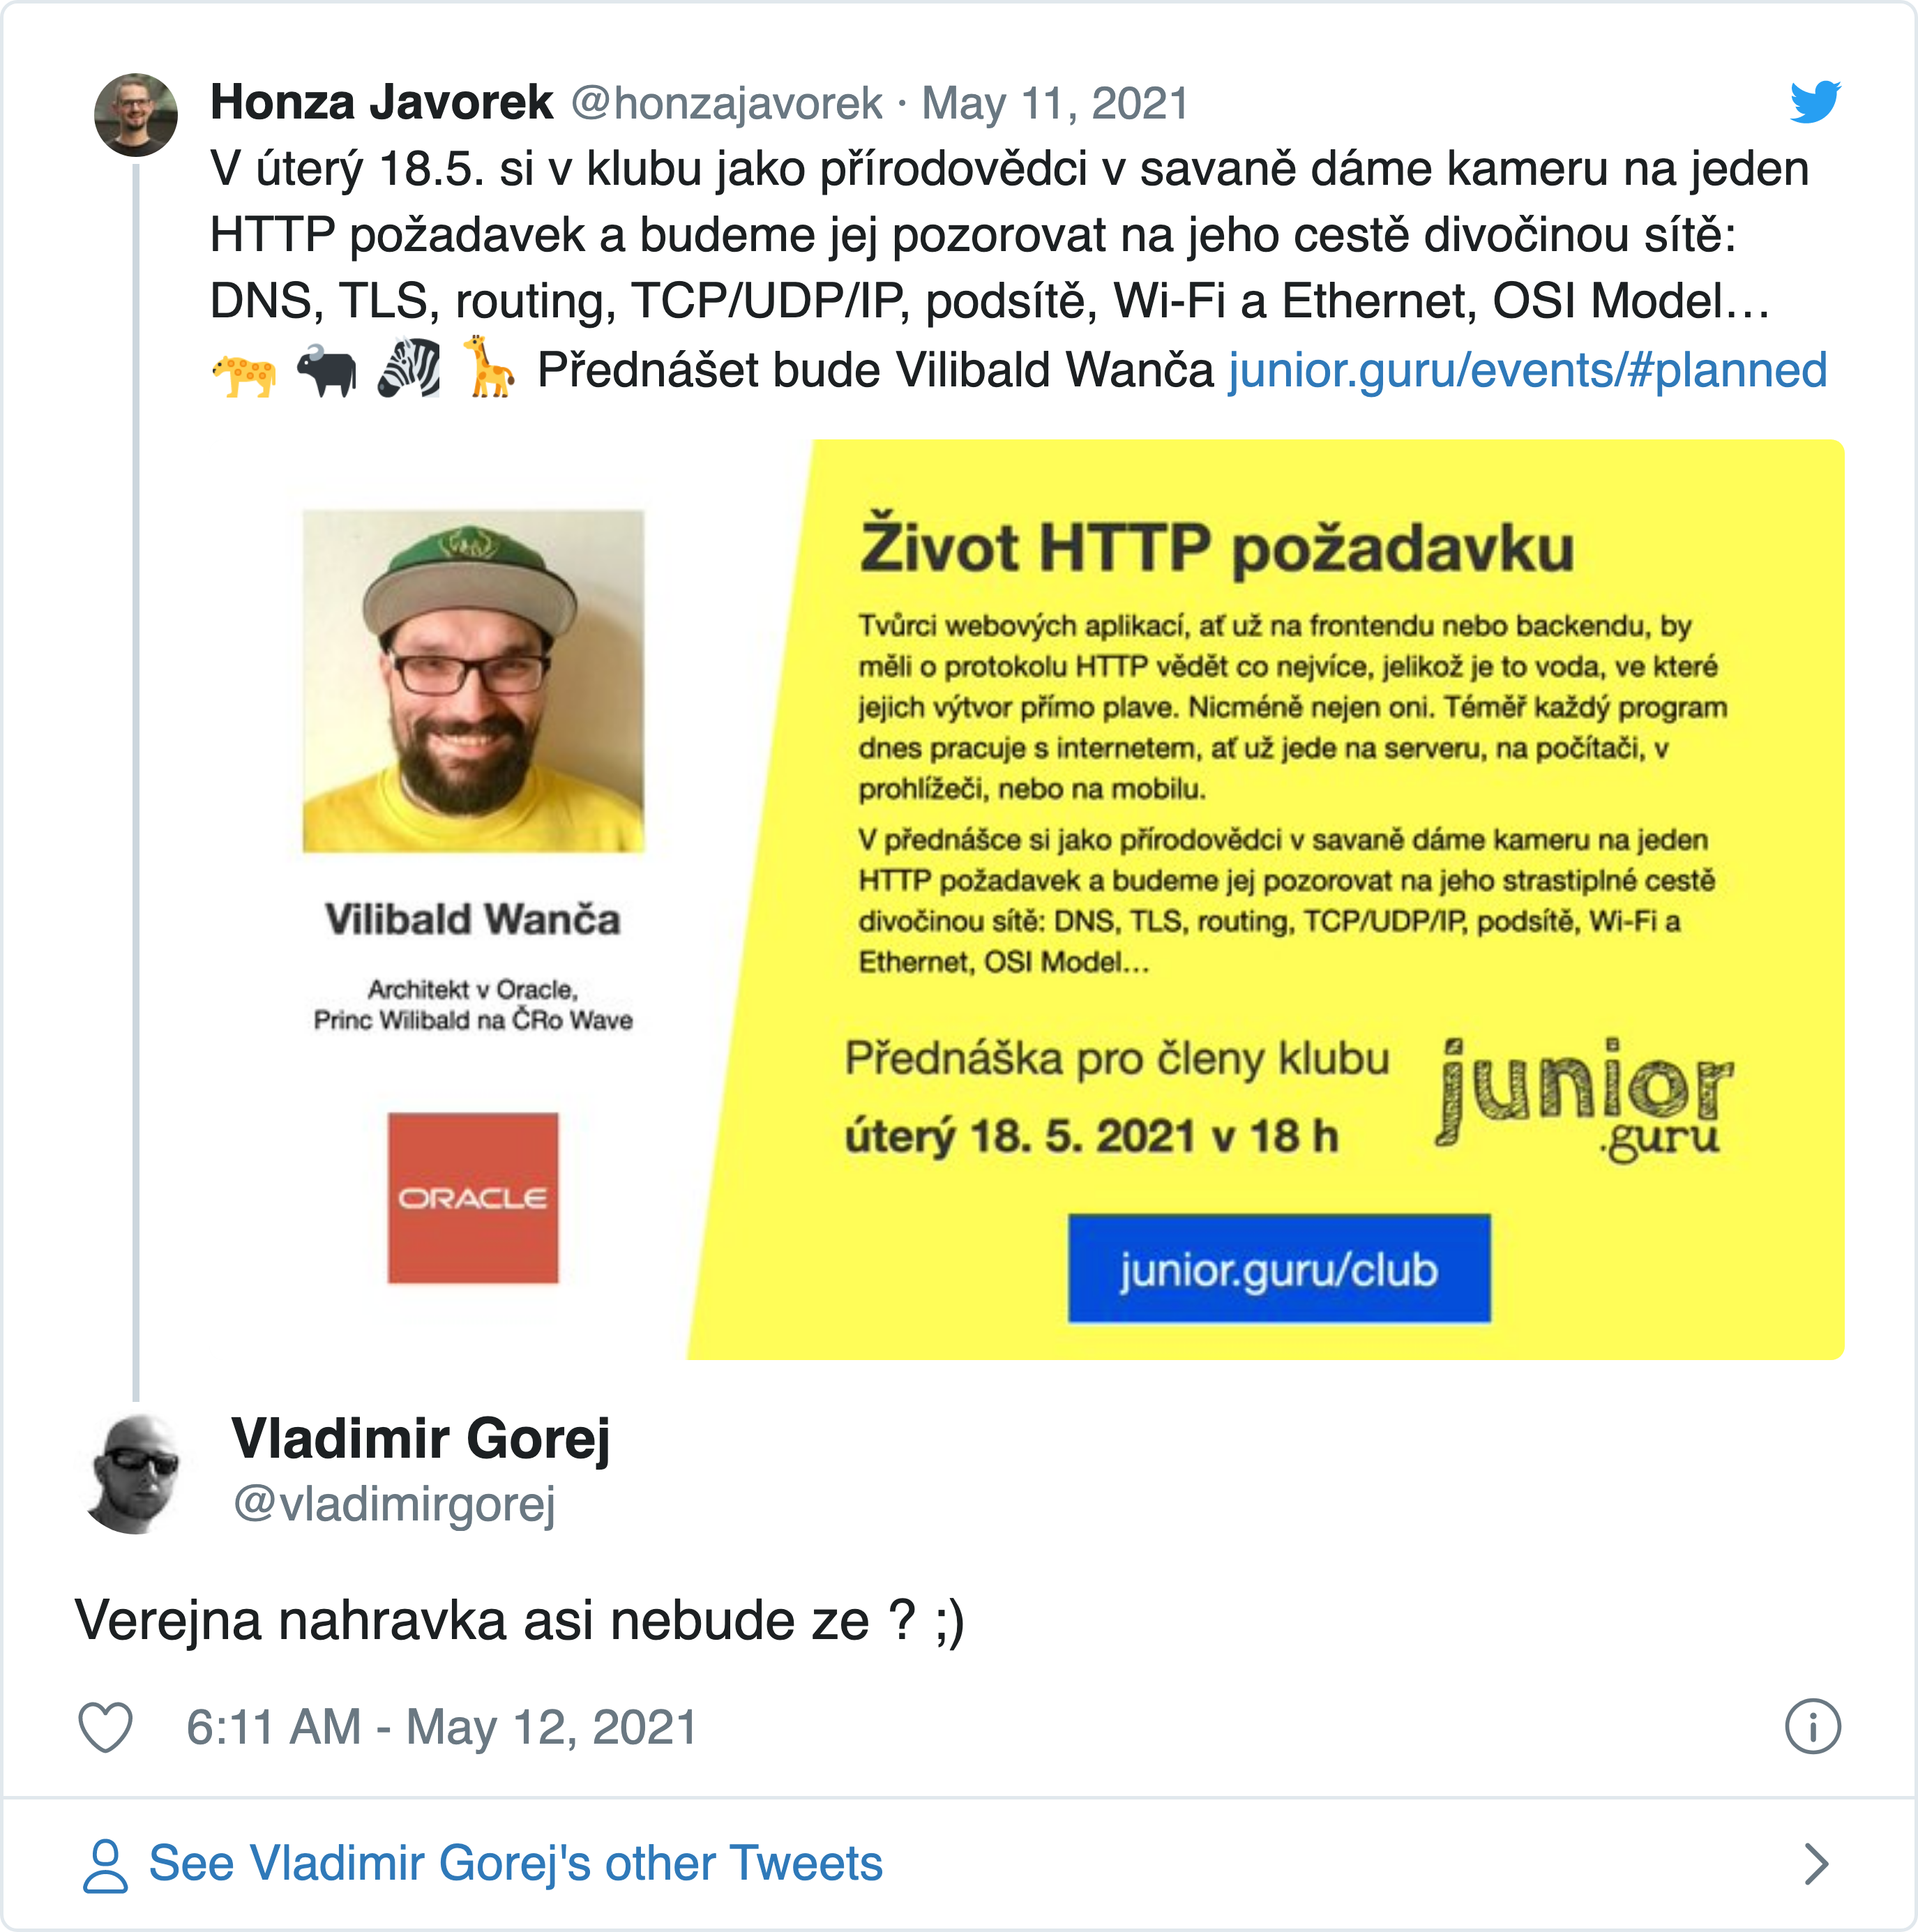 Honza Javorek @honzajavorek · May 11, 2021
V úterý 18.5. si v klubu jako přírodovědci v savaně dáme kameru na jeden
HTTP požadavek a budeme jej pozorovat na jeho cestě divočinou sítě:
DNS, TLS, routing, TCP/UDP/IP, podsítě, Wi-Fi a Ethernet, OSI Model…
🐆 🐃 🦓 🦒 Přednášet bude Vilibald Wanča junior.guru/events/#planned
Vilibald Wanča
Architekt v Oracle,
Princ Wilibald na ČRo Wave
ORACLE
Život HTTP požadavku
Tvůrci webových aplikací, ať už na frontendu nebo backendu, by
měli o protokolu HTTP vědět co nejvíce, jelikož je to voda, ve které
jejich výtvor přímo plave. Nicméně nejen oni. Téměř každý program
dnes pracuje s internetem, ať už jede na serveru, na počítači, v
prohlížeči, nebo na mobilu.
V přednášce si jako přírodovědci v savaně dáme kameru na jeden
HTTP požadavek a budeme jej pozorovat na jeho strastiplné cestě
divočinou sítě: DNS, TLS, routing, TCP/UDP/IP, podsítě, Wi-Fi a
Ethernet, OSI Model…
Přednáška pro členy klubu
úterý 18. 5. 2021 v 18 h
junior
.guru
junior.guru/club
Vladimir Gorej
@vladimirgorej
Verejna nahravka asi nebude ze ? ;)
6:11 AM - May 12, 2021
See Vladimir Gorej's other Tweets